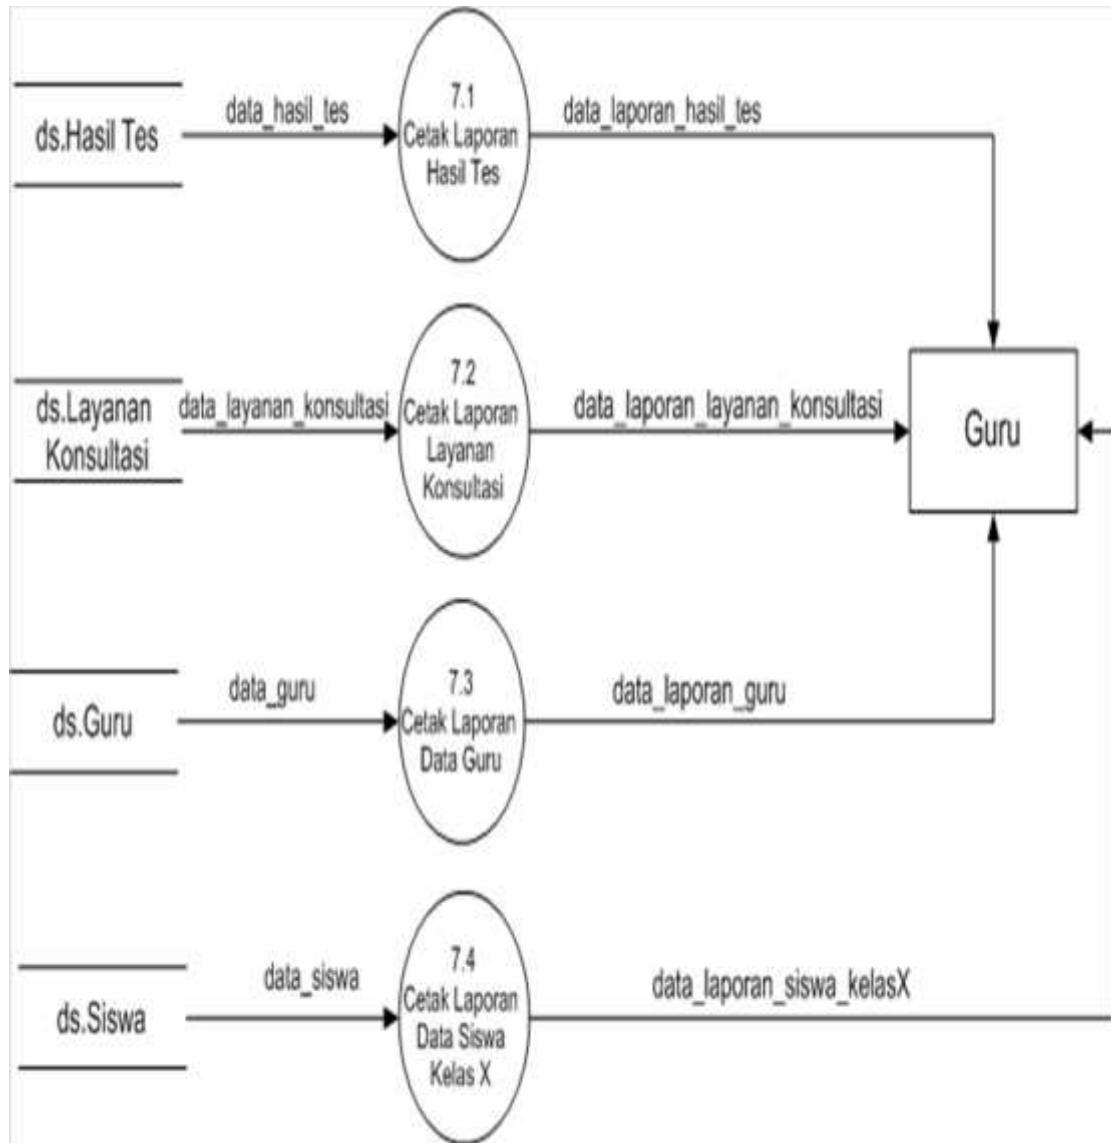 ds.Hasil Tes
data_hasil_tes
7.1
Cetak Laporan
Hasil Tes
data_laporan_hasil_tes
ds.Layanan
Konsultasi
data_layanan_konsultasi
7.2
Cetak Laporan
Layanan
Konsultasi
data_laporan_layanan_konsultasi
Guru
ds.Guru
data_guru
7.3
Cetak Laporan
Data Guru
data_laporan_guru
ds.Siswa
data_siswa
7.4
Cetak Laporan
Data Siswa
Kelas X
data_laporan_siswa_kelasX